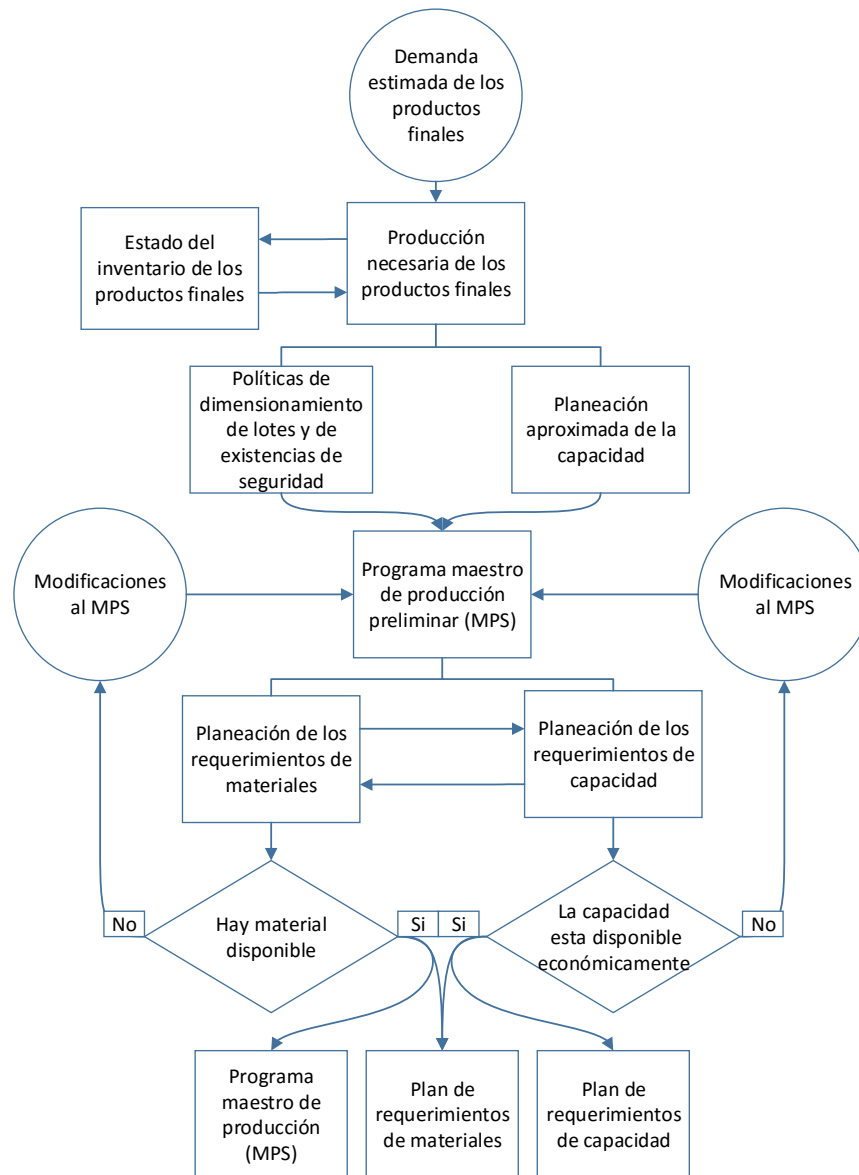 Demanda
estimada de los
productos
finales
Estado del
inventario de los
productos finales
Producción
necesaria de los
productos finales
Políticas de
dimensionamiento
de lotes y de
existencias de
seguridad
Planeación
aproximada de la
capacidad
Modificaciones
al MPS
Programa maestro
de producción
preliminar (MPS)
Modificaciones
al MPS
Planeación de los
requerimientos de
materiales
Planeación de los
requerimientos de
capacidad
No
Hay material
disponible
Si
Si
La capacidad
esta disponible
económicamente
No
Programa
maestro de
producción
(MPS)
Plan de
requerimientos
de materiales
Plan de
requerimientos
de capacidad